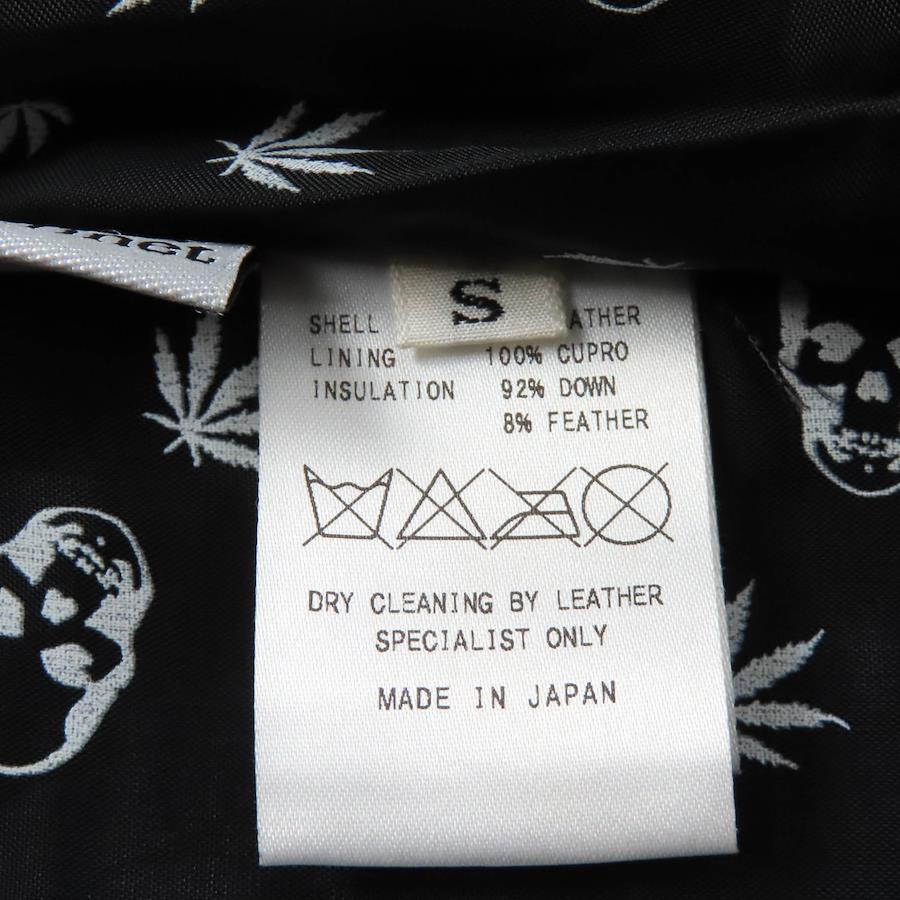 S
SHELL
LINING 100% CUPRO
INSULATION 92% DOWN
8% FEATHER
DRY CLEANING BY LEATHER
SPECIALIST ONLY
MADE IN JAPAN